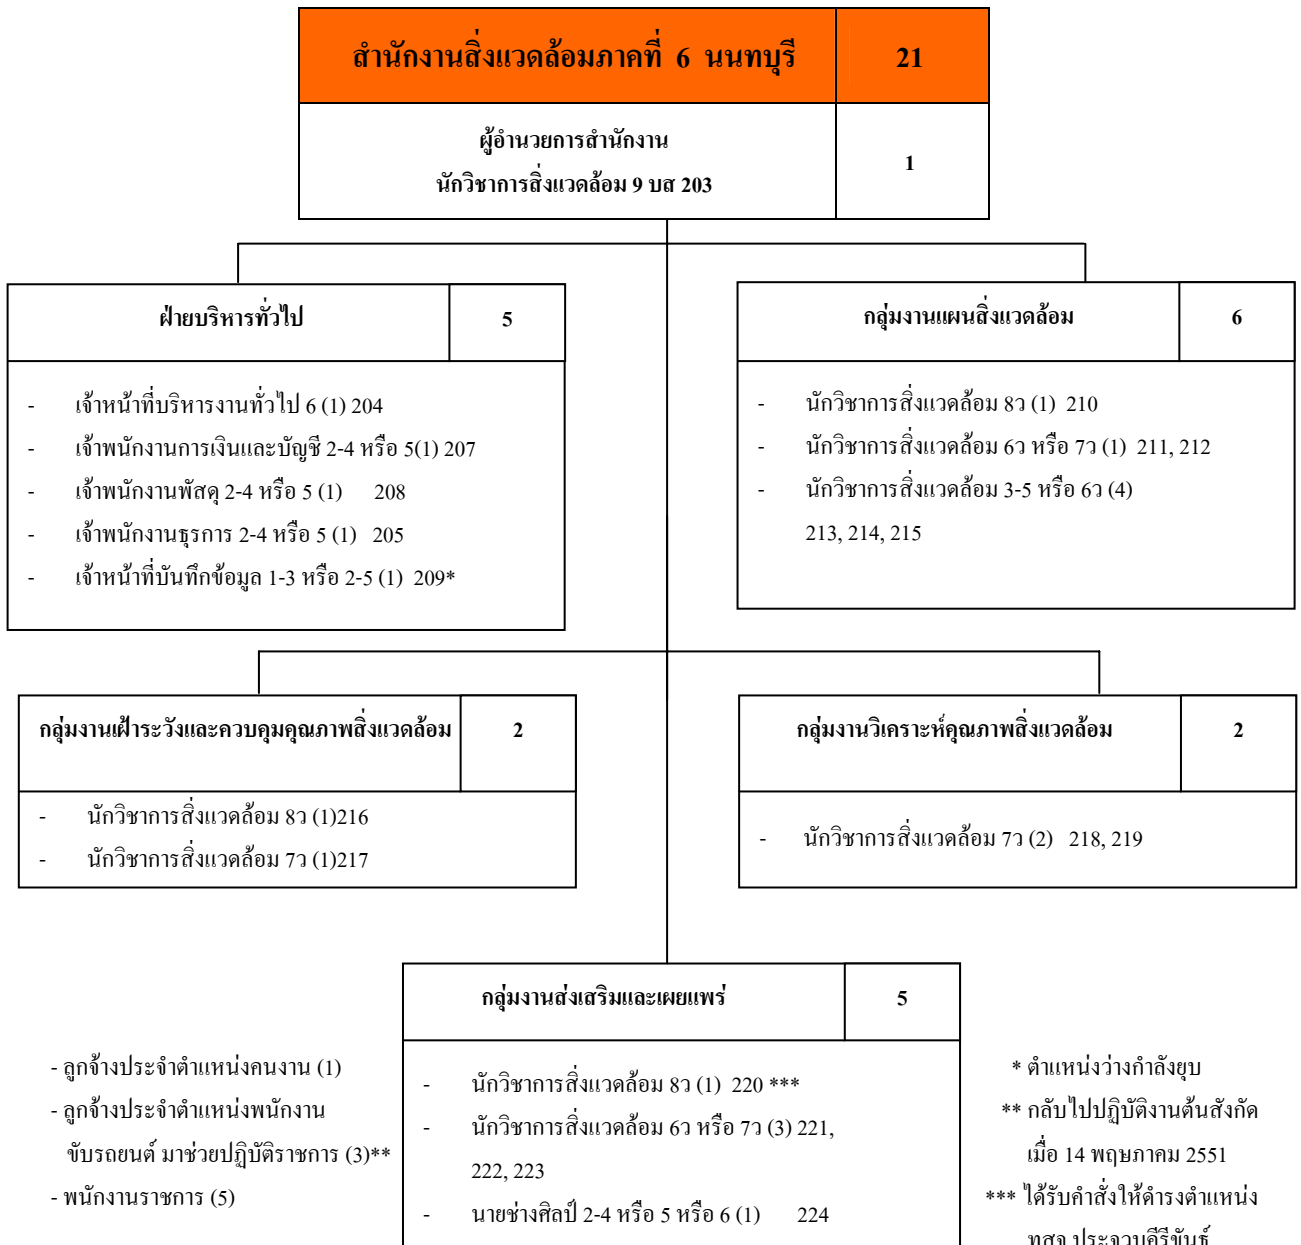 สำนักงานสิ่งแวดล้อมภาคที่ 6 นนทบุรี 21
ผู้อำนวยการสำนักงาน
นักวิชาการสิ่งแวดล้อม 9 บส 203
1
ฝ่ายบริหารทั่วไป 5
- เจ้าหน้าที่บริหารงานทั่วไป 6 (1) 204
- เจ้าพนักงานการเงินและบัญชี 2-4 หรือ 5(1) 207
- เจ้าพนักงานพัสดุ 2-4 หรือ 5 (1) 208
- เจ้าพนักงานธุรการ 2-4 หรือ 5 (1) 205
- เจ้าหน้าที่บันทึกข้อมูล 1-3 หรือ 2-5 (1) 209*
กลุ่มงานแผนสิ่งแวดล้อม 6
- นักวิชาการสิ่งแวดล้อม 8ว (1) 210
- นักวิชาการสิ่งแวดล้อม 6ว หรือ 7ว (1) 211, 212
- นักวิชาการสิ่งแวดล้อม 3-5 หรือ 6ว (4)
213, 214, 215
กลุ่มงานเฝ้าระวังและควบคุมคุณภาพสิ่งแวดล้อม 2
- นักวิชาการสิ่งแวดล้อม 8ว (1)216
- นักวิชาการสิ่งแวดล้อม 7ว (1)217
กลุ่มงานวิเคราะห์คุณภาพสิ่งแวดล้อม 2
- นักวิชาการสิ่งแวดล้อม 7ว (2) 218, 219
กลุ่มงานส่งเสริมและเผยแพร่ 5
- นักวิชาการสิ่งแวดล้อม 8ว (1) 220 ***
- นักวิชาการสิ่งแวดล้อม 6ว หรือ 7ว (3) 221,
222, 223
- นายช่างศิลป์ 2-4 หรือ 5 หรือ 6 (1) 224
- ลูกจ้างประจำตำแหน่งคนงาน (1)
- ลูกจ้างประจำตำแหน่งพนักงาน
ขับรถยนต์ มาช่วยปฏิบัติราชการ (3)**
- พนักงานราชการ (5)
* ตำแหน่งว่างกำลังยุบ
** กลับไปปฏิบัติงานต้นสังกัด
เมื่อ 14 พฤษภาคม 2551
*** ได้รับคำสั่งให้ดำรงตำแหน่ง
ทสจ.ประจวบคีรีขันธ์